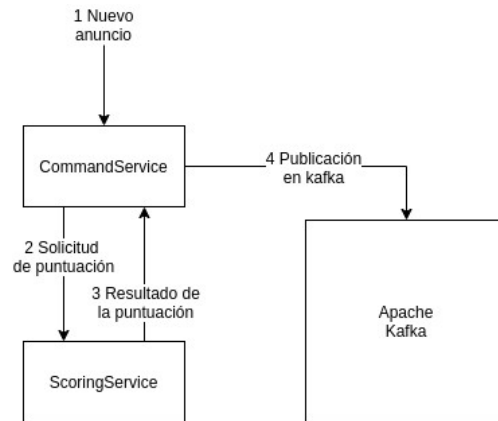 1 Nuevo
anuncio
CommandService
4 Publicación
en kafka
2 Solicitud
de puntuación
3 Resultado de
la puntuación
Apache
Kafka
ScoringService